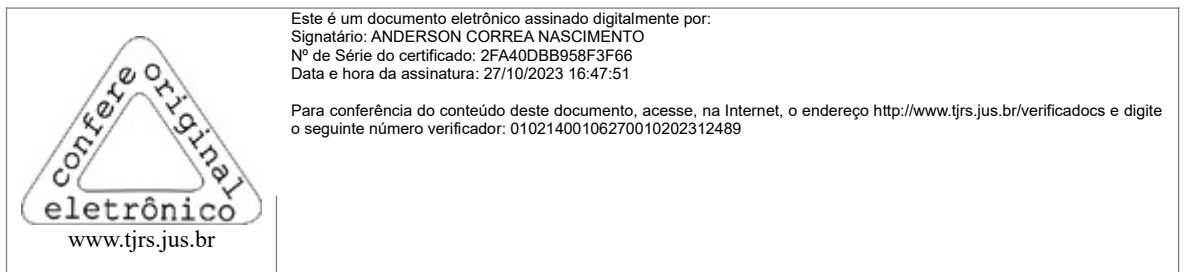 Este é um documento eletrônico assinado digitalmente por:
Signatário: ANDERSON CORREA NASCIMENTO
Nº de Série do certificado: 2FA40DBB958F3F66
Data e hora da assinatura: 27/10/2023 16:47:51
Para conferência do conteúdo deste documento, acesse, na Internet, o endereço http://www.tjrs.jus.br/verificadocs e digite
o seguinte número verificador: 0102140010627001020231​2489
confere
original
eletrônico
www.tjrs.jus.br